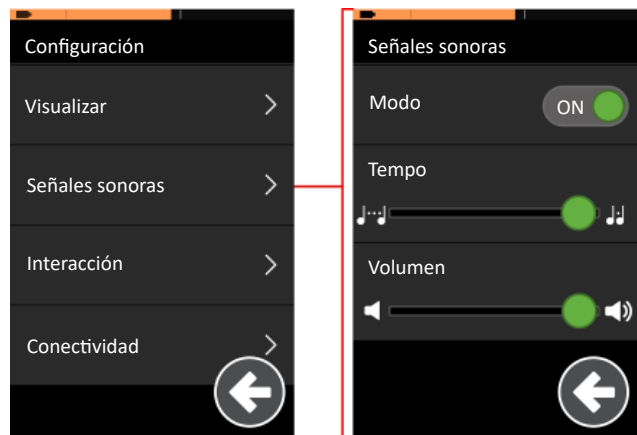 Configuración
Visualizar
Señales sonoras
Interacción
Conectividad
Señales sonoras
Modo
ON
Tempo
Volumen